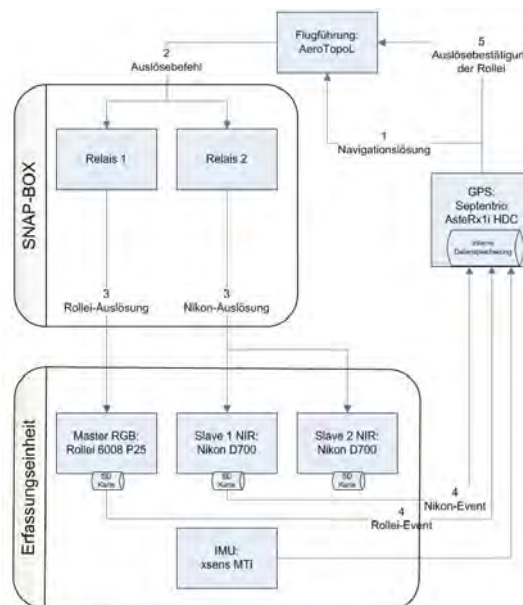 Flugführung:
AeroTopoL
2
Auslösebefehl
5
Auslösebestätigung
der Rollei
1
Navigationslösung
SNAP-BOX
Relais 1
Relais 2
GPS:
Septentrio
AsteRx1i HDC
Interne
Datenspeicherung
3
Rollei-Auslösung
3
Nikon-Auslösung
Erfassungseinheit
Master RGB:
Rollei 6008 P25
SD
Karte
Slave 1 NIR:
Nikon D700
SD
Karte
Slave 2 NIR:
Nikon D700
SD
Karte
4
Nikon-Event
4
Rollei-Event
IMU:
xsens MTi